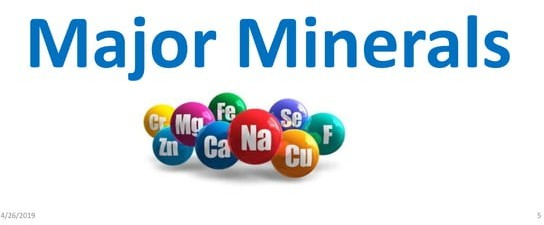 Major Minerals
Cr Mg Fe Se F
Zn Ca Na Cu
4/26/2019 5